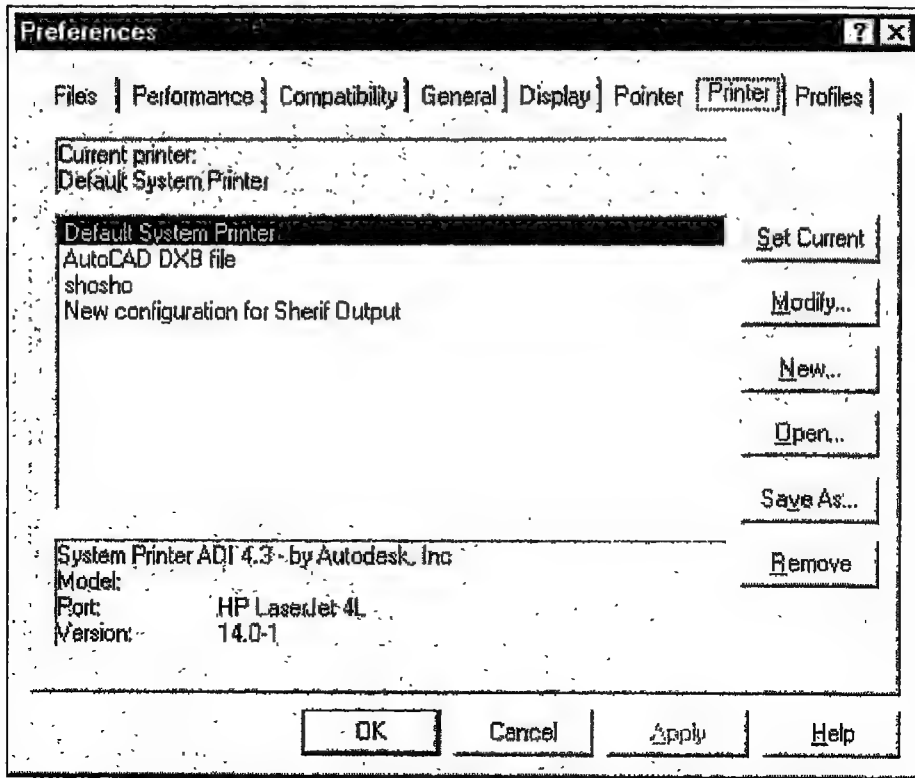 Preferences
Files Performance Compatibility General Display Pointer Printer Profiles
Current printer:
Default System Printer
Default System Printer
AutoCAD DXB file
shosho
New configuration for Sherif Output
Set Current
Modify...
New...
Open...
Save As...
Remove
System Printer ADI 4.3 - by Autodesk, Inc
Model:
Port: HP LaserJet 4L
Version: 14.0-1
OK Cancel Apply Help